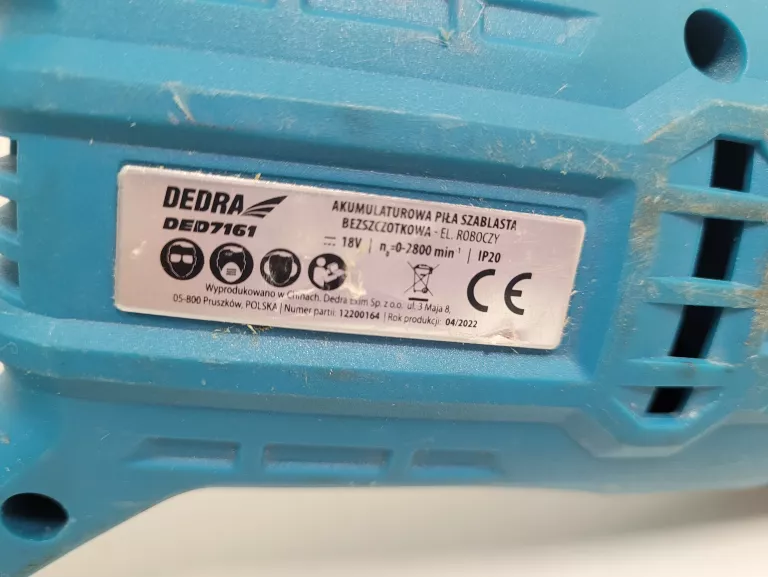 DEDRA
DED7161
AKUMULATOROWA PIŁA SZABLASTA
BEZSZCZOTKOWA - EL. ROBOCZY
18V | n₀=0-2800 min⁻¹ | IP20
CE
Wyprodukowano w Chinach. Dedra Exim Sp. z o.o. ul. 3 Maja 8,
05-800 Pruszków, POLSKA | Numer partii: 12200164 | Rok produkcji: 04/2022